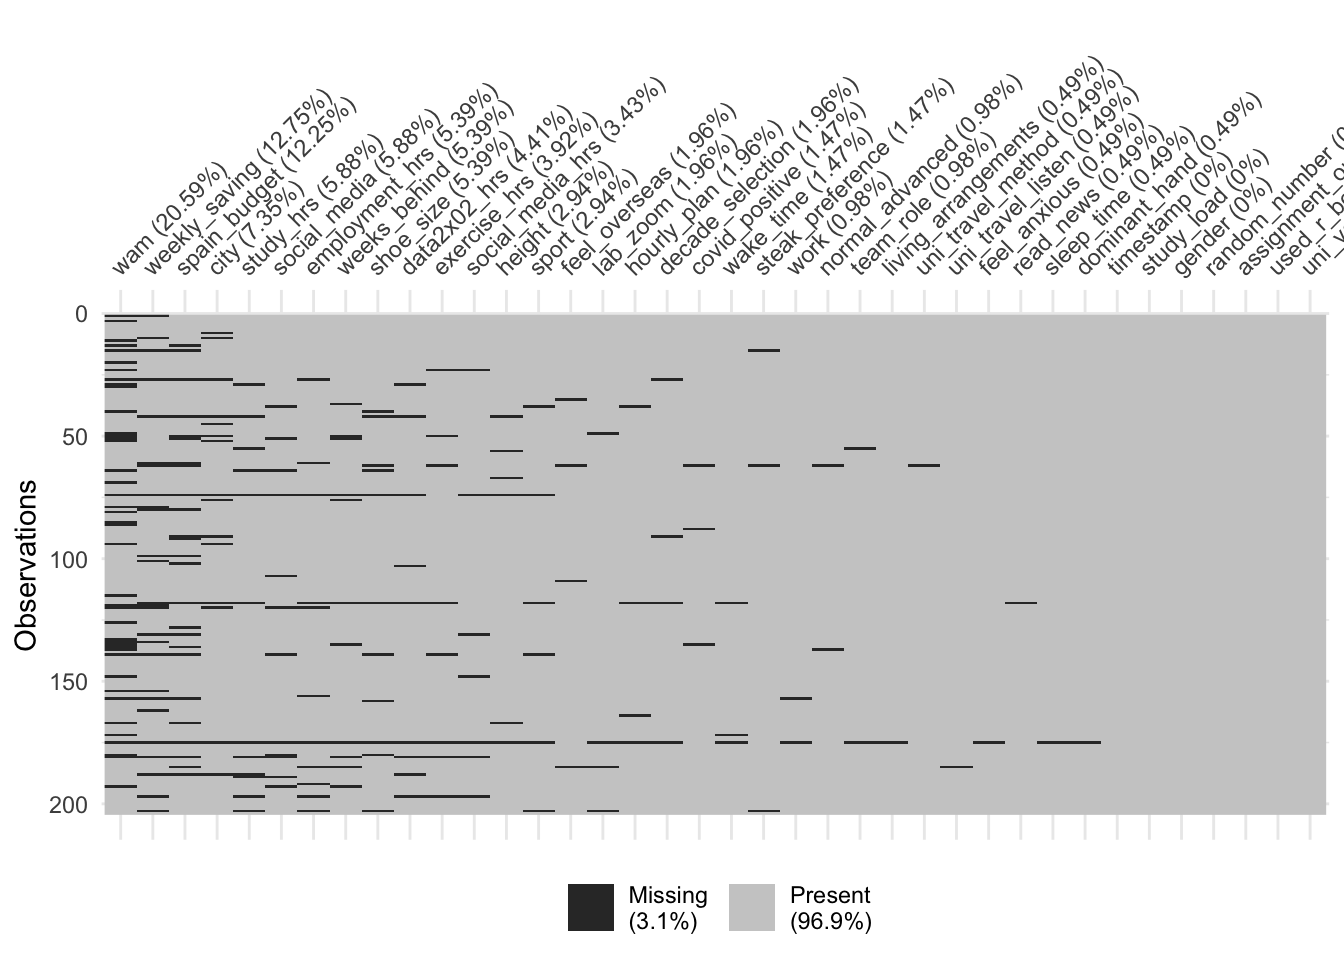 wam (20.59%)
weekly_saving (12.75%)
spain_budget (12.25%)
city (7.35%)
study_hrs (5.88%)
social_media (5.88%)
employment_hrs (5.39%)
weeks_behind (5.39%)
shoe_size (5.39%)
data2x02_hrs (4.41%)
exercise_hrs (3.92%)
social_media_hrs (3.43%)
height (2.94%)
sport (2.94%)
feel_overseas (1.96%)
lab_zoom (1.96%)
hourly_plan (1.96%)
decade_selection (1.96%)
covid_positive (1.47%)
wake_time (1.47%)
steak_preference (1.47%)
work (0.98%)
normal_advanced (0.98%)
team_role (0.98%)
living_arrangements (0.49%)
uni_travel_method (0.49%)
uni_travel_listen (0.49%)
feel_anxious (0.49%)
read_news (0.49%)
sleep_time (0.49%)
dominant_hand (0.49%)
timestamp (0%)
study_load (0%)
gender (0%)
random_number
0
50
100
150
200
Observations
Missing
(3.1%)
Present
(96.9%)